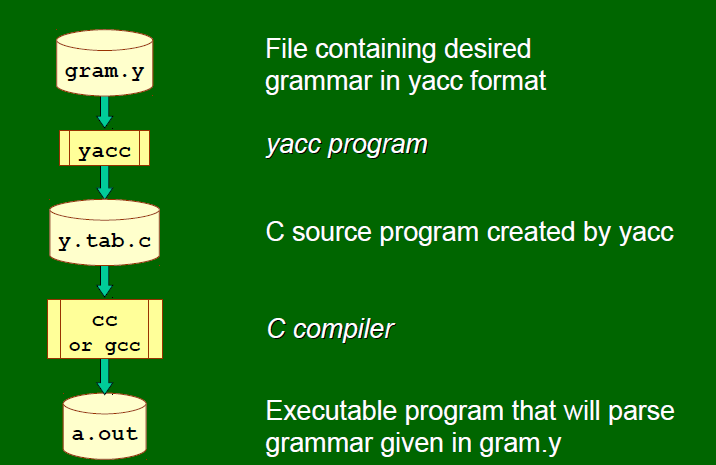 gram.y
File containing desired
grammar in yacc format
yacc
yacc program
y.tab.c
C source program created by yacc
cc
or gcc
C compiler
a.out
Executable program that will parse
grammar given in gram.y